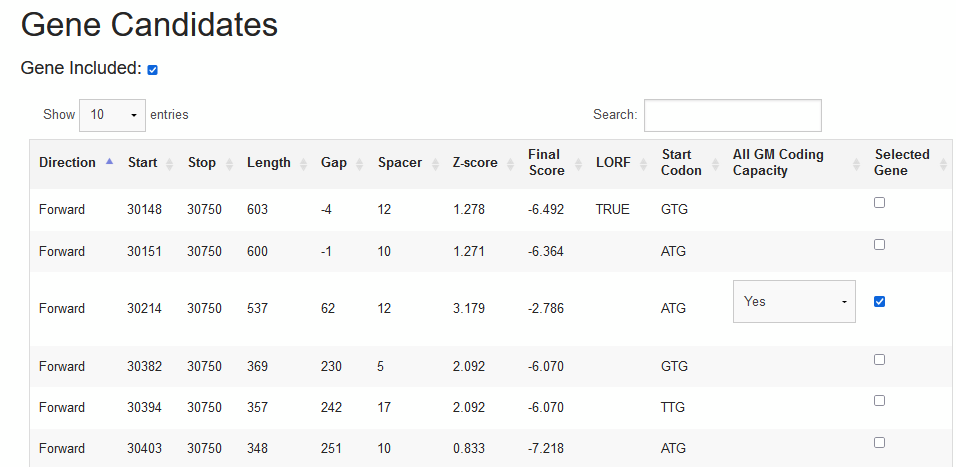 Gene Candidates
Gene Included:
Show 10 entries Search:
Direction Start Stop Length Gap Spacer Z-score Final Score LORF Start Codon All GM Coding Capacity Selected Gene
Forward 30148 30750 603 -4 12 1.278 -6.492 TRUE GTG
Forward 30151 30750 600 -1 10 1.271 -6.364 ATG
Forward 30214 30750 537 62 12 3.179 -2.786 ATG Yes
Forward 30382 30750 369 230 5 2.092 -6.070 GTG
Forward 30394 30750 357 242 17 2.092 -6.070 TTG
Forward 30403 30750 348 251 10 0.833 -7.218 ATG